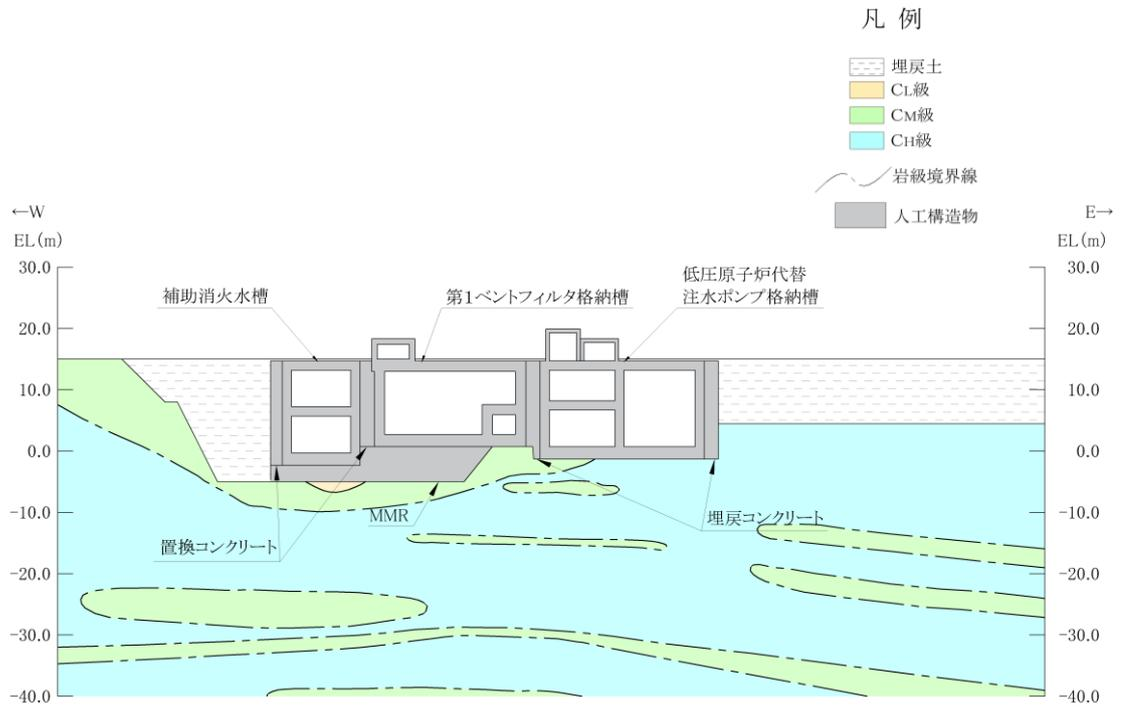 凡 例
埋戻土
CL級
CM級
CH級
岩級境界線
人工構造物
←W
EL(m)
E→
EL(m)
30.0
20.0
10.0
0.0
-10.0
-20.0
-30.0
-40.0
補助消火水槽
第1ベントフィルタ格納槽
低圧原子炉代替
注水ポンプ格納槽
MMR
置換コンクリート
埋戻コンクリート
30.0
20.0
10.0
0.0
-10.0
-20.0
-30.0
-40.0